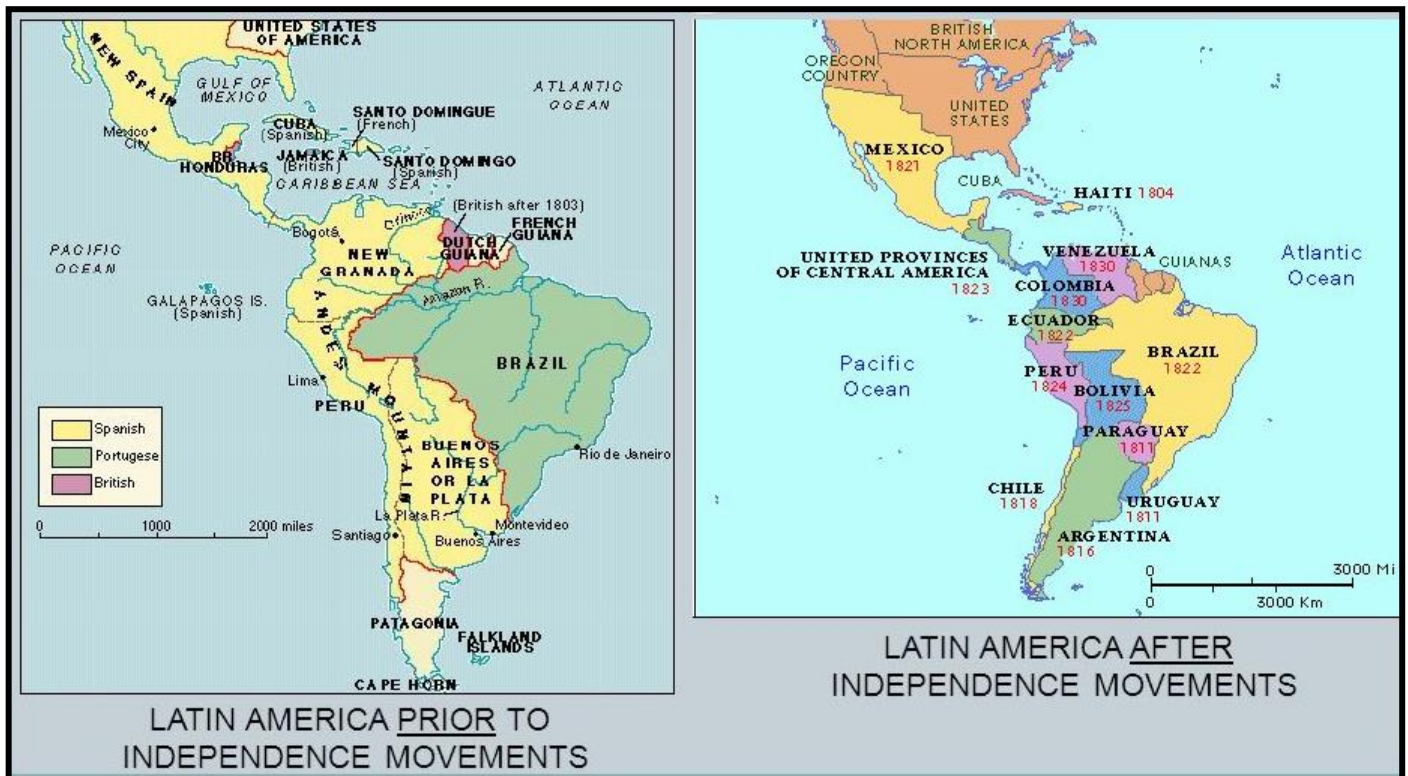 UNITED STATES
OF AMERICA
NEW SPAIN
GULF OF
MEXICO
ATLANTIC
OCEAN
SANTO DOMINGUE
(French)
CUBA
(Spanish)
Mexico
City
BR.
HONDURAS
JAMAICA
(British)
SANTO DOMINGO
(Spanish)
CARIBBEAN SEA
(British after 1803)
Orinoco
FRENCH
GUIANA
Bogotá
DUTCH
GUIANA
PACIFIC
OCEAN
NEW
GRANADA
Amazon R.
GALAPAGOS IS.
(Spanish)
ANDES MOUNTAIN
BRAZIL
Lima
PERU
Spanish
Portugese
British
BUENOS
AIRES
OR LA
PLATA
Rio de Janeiro
0 1000 2000 miles
La Plata R.
Montevideo
Santiago
Buenos Aires
PATAGONIA
FALKLAND
ISLANDS
CAPE HORN
LATIN AMERICA PRIOR TO
INDEPENDENCE MOVEMENTS
BRITISH
NORTH AMERICA
OREGON
COUNTRY
UNITED
STATES
MEXICO
1821
CUBA
HAITI 1804
UNITED PROVINCES
OF CENTRAL AMERICA
1823
VENEZUELA
1830
GUIANAS
Atlantic
Ocean
COLOMBIA
1830
ECUADOR
1822
BRAZIL
1822
Pacific
Ocean
PERU
1824
BOLIVIA
1825
PARAGUAY
1811
CHILE
1818
URUGUAY
1811
ARGENTINA
1816
0 3000 Mi
0 3000 Km
LATIN AMERICA AFTER
INDEPENDENCE MOVEMENTS